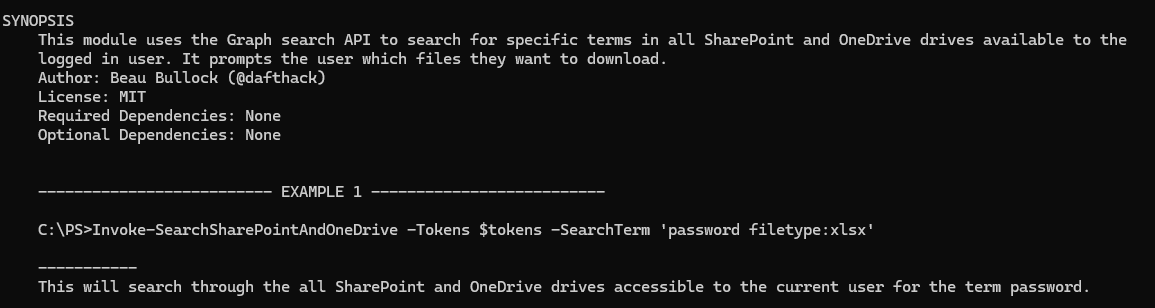 SYNOPSIS
This module uses the Graph search API to search for specific terms in all SharePoint and OneDrive drives available to the
logged in user. It prompts the user which files they want to download.
Author: Beau Bullock (@dafthack)
License: MIT
Required Dependencies: None
Optional Dependencies: None
-------------------------- EXAMPLE 1 --------------------------
C:\PS>Invoke-SearchSharePointAndOneDrive -Tokens $tokens -SearchTerm 'password filetype:xlsx'
-----------
This will search through the all SharePoint and OneDrive drives accessible to the current user for the term password.